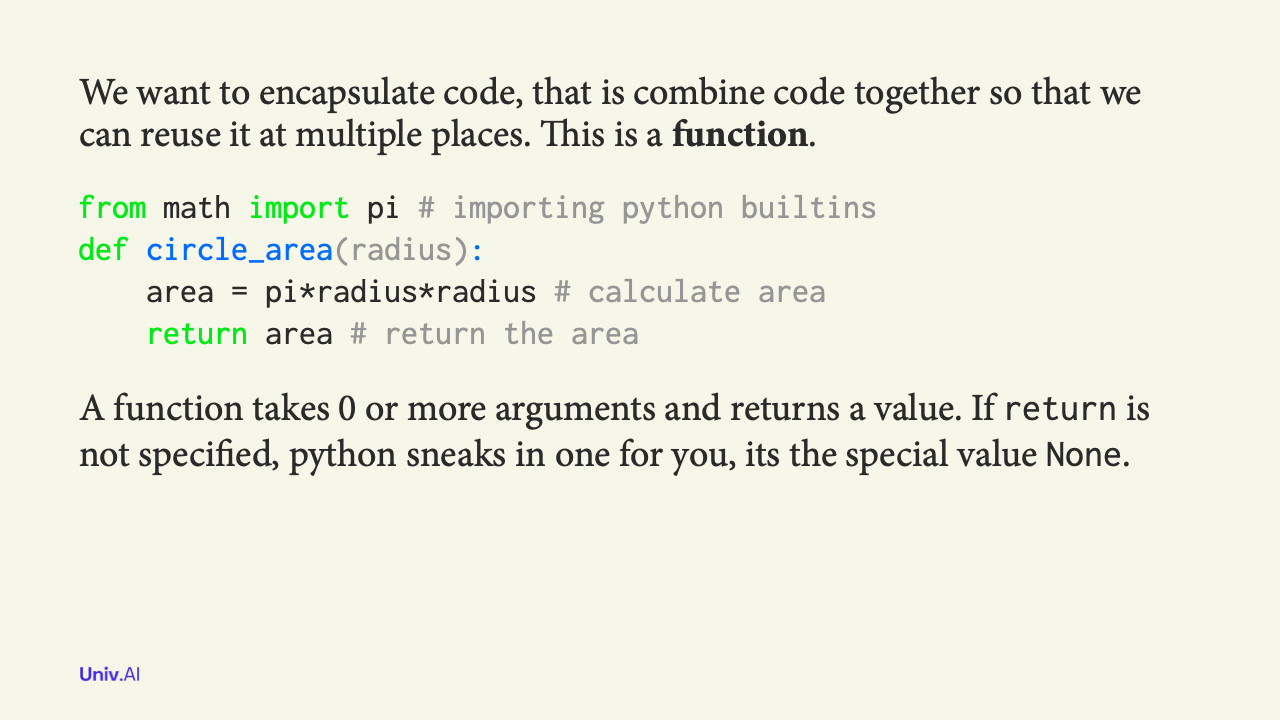 We want to encapsulate code, that is combine code together so that we
can reuse it at multiple places. This is a function.
from math import pi # importing python builtins
def circle_area(radius):
    area = pi*radius*radius # calculate area
    return area # return the area
A function takes 0 or more arguments and returns a value. If return is
not specified, python sneaks in one for you, its the special value None.
Univ.AI